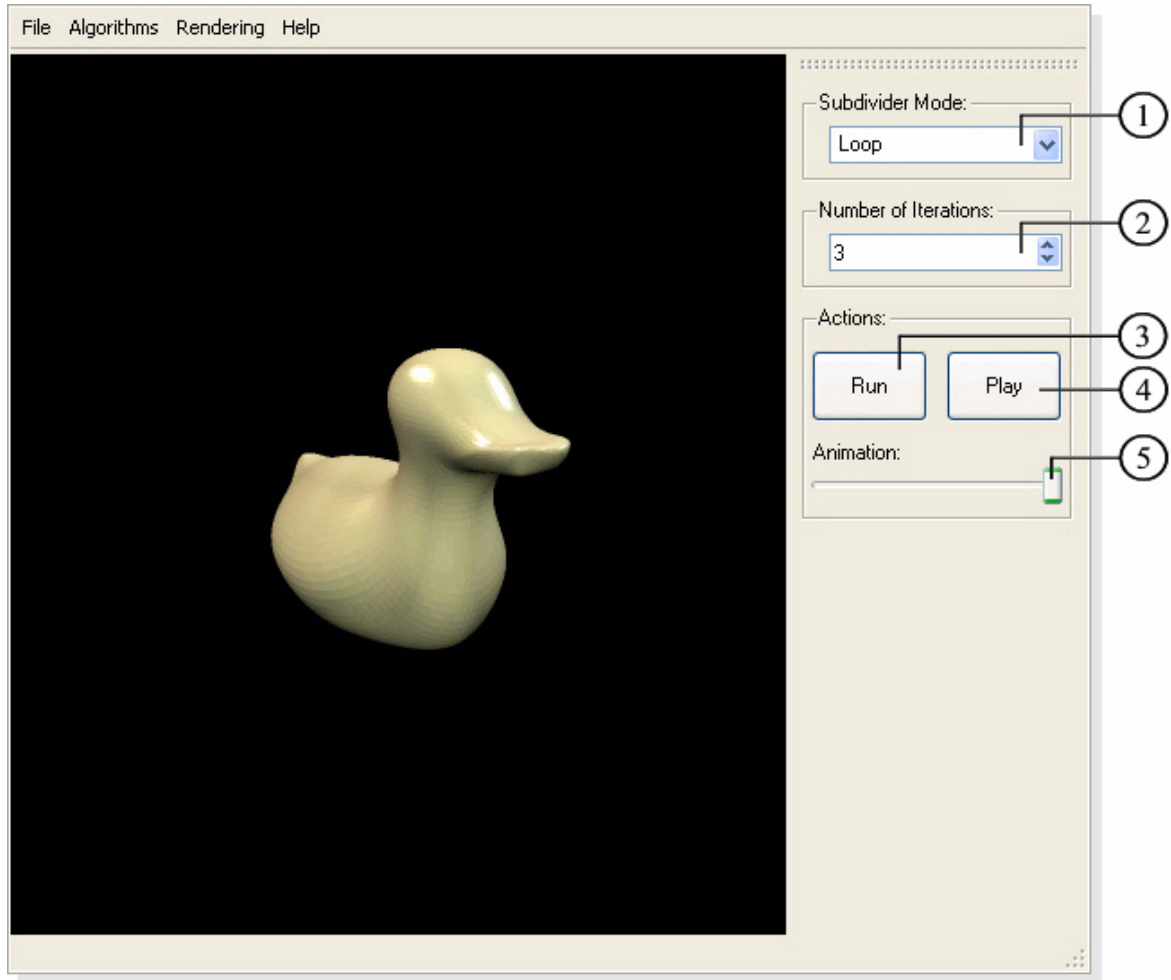 File Algorithms Rendering Help
Subdivider Mode:
1
Loop
Number of Iterations:
2
3
Actions:
3
Run Play
4
Animation:
5